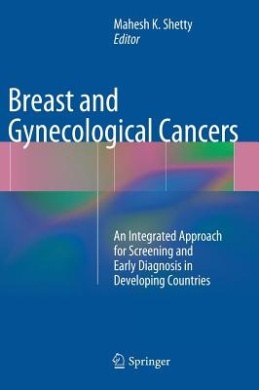 Mahesh K. Shetty
Editor
Breast and
Gynecological Cancers
An Integrated Approach
for Screening and
Early Diagnosis in
Developing Countries
Springer